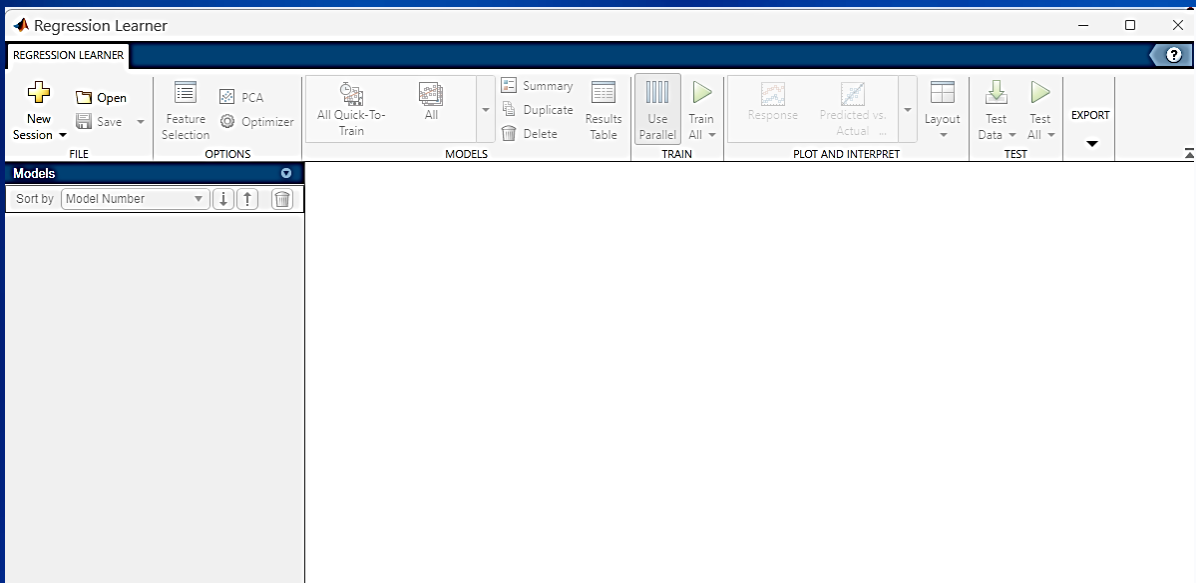 Regression Learner
REGRESSION LEARNER
?
New
Session
Open
Save
FILE
Feature
Selection
PCA
Optimizer
OPTIONS
All Quick-To-
Train
All
Summary
Duplicate
Delete
Results
Table
MODELS
Use
Parallel
Train
All
TRAIN
Response
Predicted vs.
Actual ...
Layout
PLOT AND INTERPRET
Test
Data
Test
All
TEST
EXPORT
Models
Sort by
Model Number